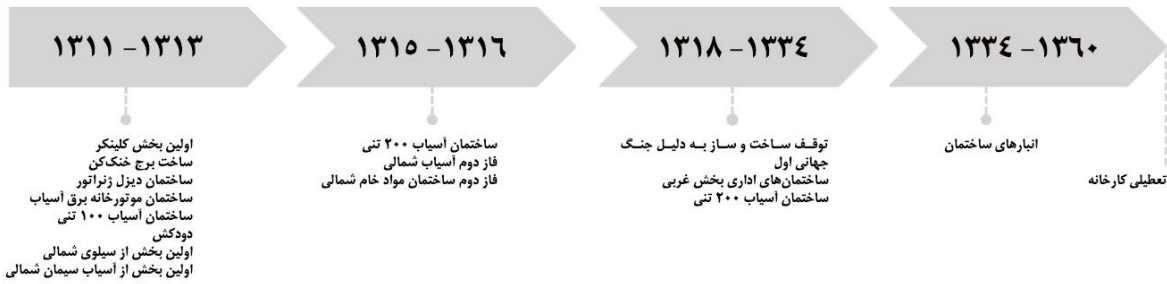 ۱۳۱۱ – ۱۳۱۳
اولین بخش کلینکر
ساخت برج خنک‌کن
ساختمان دیزل ژنراتور
ساختمان موتورخانه برق آسیاب
ساختمان آسیاب ۱۰۰ تنی
دودکش
اولین بخش از سیلوی شمالی
اولین بخش از آسیاب سیمان شمالی
۱۳۱۵ – ۱۳۱۶
ساختمان آسیاب ۲۰۰ تنی
فاز دوم آسیاب شمالی
فاز دوم ساختمان مواد خام شمالی
۱۳۱۸ – ۱۳۳۴
توقف ساخت و ساز به دلیل جنگ
جهانی اول
ساختمان‌های اداری بخش غربی
ساختمان آسیاب ۲۰۰ تنی
۱۳۳۴ – ۱۳۶۰
انبارهای ساختمان
تعطیلی کارخانه